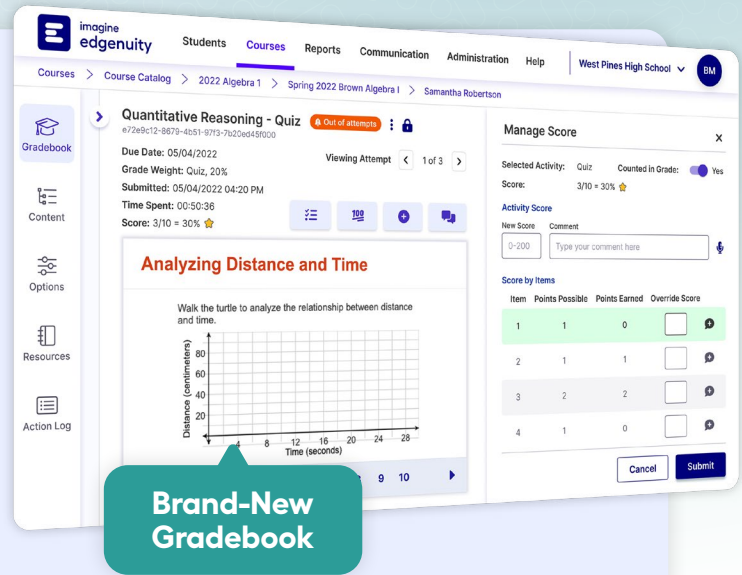 imagine
edgenuity
Students Courses Reports Communication Administration Help West Pines High School BM
Courses > Course Catalog > 2022 Algebra 1 > Spring 2022 Brown Algebra I > Samantha Robertson
Gradebook
Content
Options
Resources
Action Log
Quantitative Reasoning - Quiz Out of attempts
e72e9c12-8679-4b51-97f3-7b20ed45f000
Due Date: 05/04/2022 Viewing Attempt < 1 of 3 >
Grade Weight: Quiz, 20%
Submitted: 05/04/2022 04:20 PM
Time Spent: 00:50:36
Score: 3/10 = 30%
100
Analyzing Distance and Time
Walk the turtle to analyze the relationship between distance
and time.
Distance (centimeters)
80
60
40
20
4 8 12 16 20 24 28
Time (seconds)
9 10
Manage Score X
Selected Activity: Quiz Counted in Grade: Yes
Score: 3/10 = 30%
Activity Score
New Score Comment
0-200 Type your comment here
Score by Items
Item Points Possible Points Earned Override Score
1 1 0
2 1 1
3 2 2
4 1 0
Cancel Submit
Brand-New
Gradebook